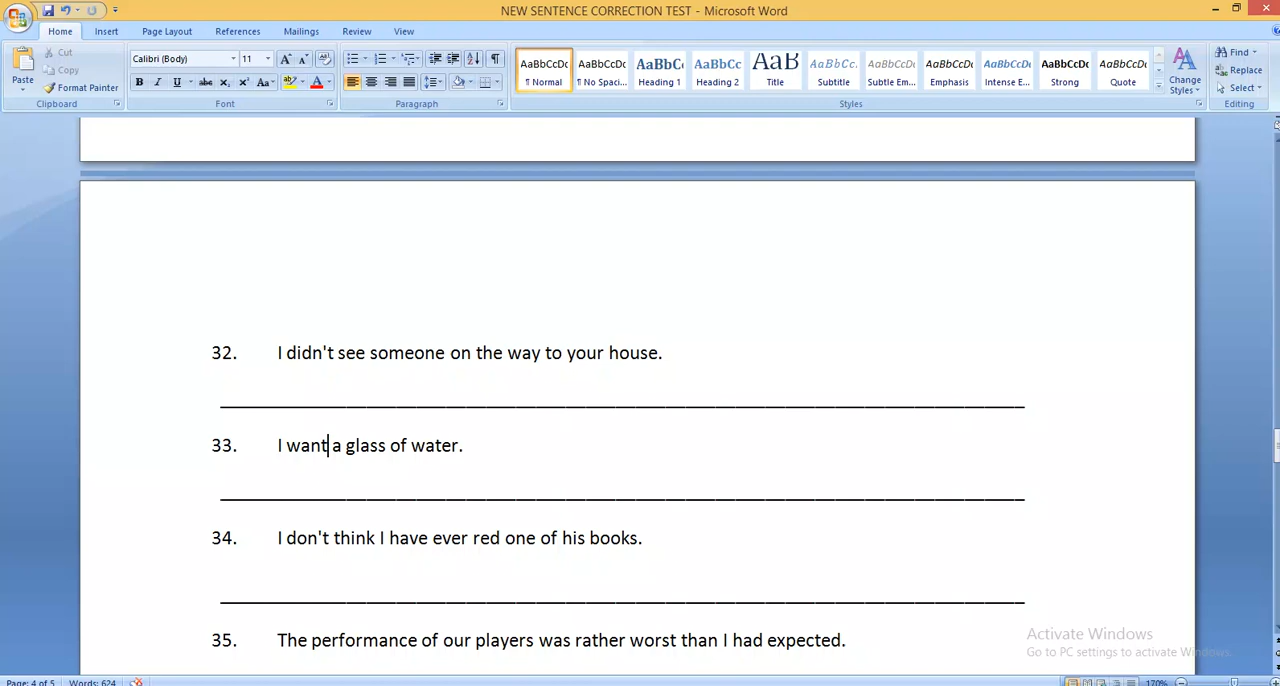 NEW SENTENCE CORRECTION TEST - Microsoft Word
Home Insert Page Layout References Mailings Review View
Paste
Cut
Copy
Format Painter
Clipboard
Calibri (Body) 11
B I U abc X₂ X² Aa
Font
Paragraph
AaBbCcDc AaBbCcDc AaBbC AaBbCc AaB AaBbCc. AaBbCcDc AaBbCcDc AaBbCcDc AaBbCcDc AaBbCcDc
¶ Normal ¶ No Spaci... Heading 1 Heading 2 Title Subtitle Subtle Em... Emphasis Intense E... Strong Quote
Change Styles
Styles
Find
Replace
Select
Editing
32. I didn't see someone on the way to your house.
33. I want a glass of water.
34. I don't think I have ever red one of his books.
35. The performance of our players was rather worst than I had expected.
Activate Windows
Go to PC settings to activate Windows.
Page: 4 of 5 Words: 624 170%